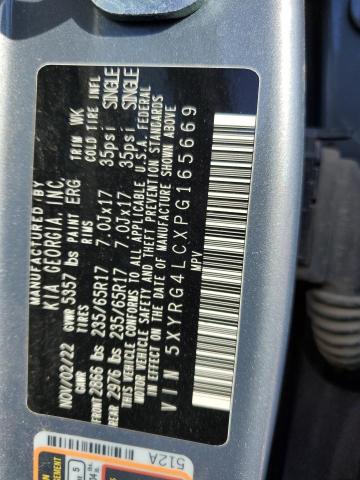 MANUFACTURED BY
KIA GEORGIA, INC.
NOV/02/22 GVWR 5357 lbs PAINT ERG TRIM WK
GAWR TIRES RIMS COLD TIRE INFL
FRONT 2866 lbs 235/65R17 7.0Jx17 35psi SINGLE
REAR 2976 lbs 235/65R17 7.0Jx17 35psi SINGLE
THIS VEHICLE CONFORMS TO ALL APPLICABLE U.S.A. FEDERAL
MOTOR VEHICLE SAFETY AND THEFT PREVENTION STANDARDS
IN EFFECT ON THE DATE OF MANUFACTURE SHOWN ABOVE
VIN 5XYRG4LCXPG165669
MPV
512A
5